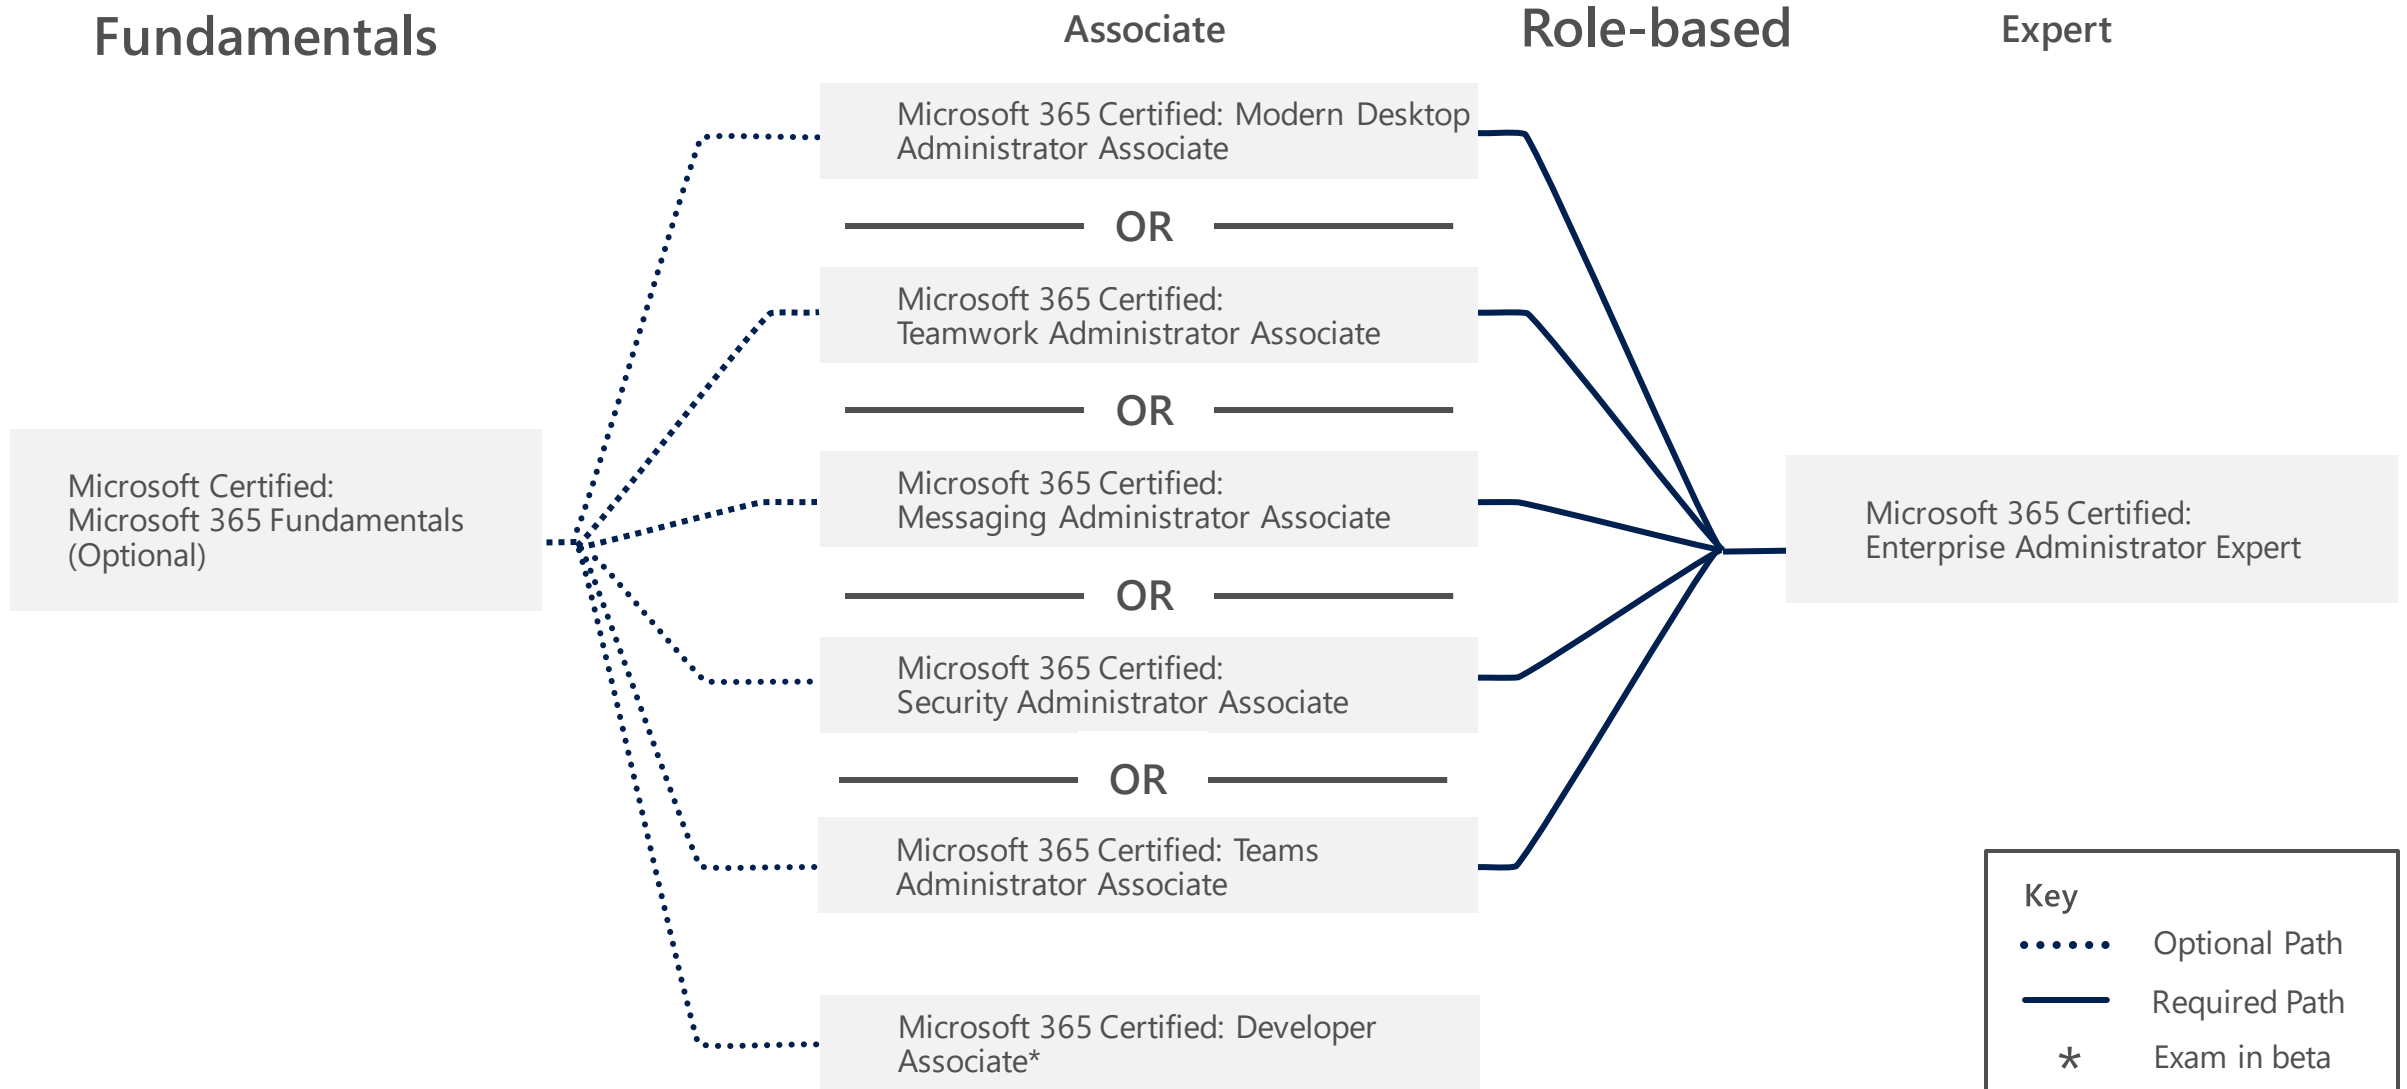 Fundamentals
Associate
Role-based
Expert
Microsoft 365 Certified: Modern Desktop
Administrator Associate
OR
Microsoft 365 Certified:
Teamwork Administrator Associate
OR
Microsoft Certified:
Microsoft 365 Fundamentals
(Optional)
Microsoft 365 Certified:
Messaging Administrator Associate
Microsoft 365 Certified:
Enterprise Administrator Expert
OR
Microsoft 365 Certified:
Security Administrator Associate
OR
Microsoft 365 Certified: Teams
Administrator Associate
Microsoft 365 Certified: Developer
Associate*
Key
Optional Path
Required Path
* Exam in beta